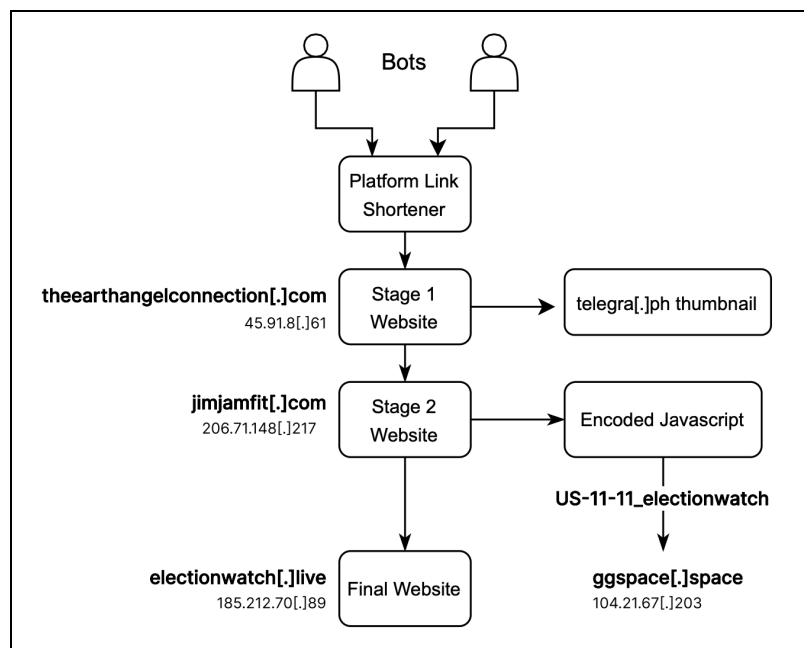 Bots
Platform Link
Shortener
theearthangelconnection[.]com
45.91.8[.]61
Stage 1
Website
telegra[.]ph thumbnail
jimjamfit[.]com
206.71.148[.]217
Stage 2
Website
Encoded Javascript
US-11-11_electionwatch
electionwatch[.]live
185.212.70[.]89
Final Website
ggspace[.]space
104.21.67[.]203